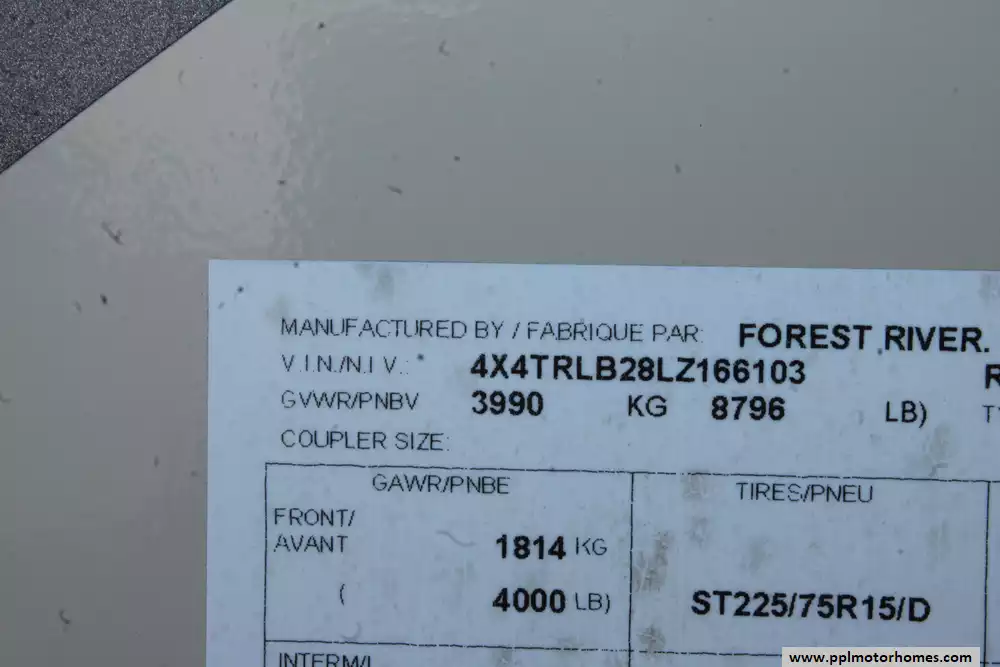 MANUFACTURED BY / FABRIQUE PAR: FOREST RIVER.
V.I.N./N.I.V.: 4X4TRLB28LZ166103 R
GVWR/PNBV 3990 KG 8796 LB) T
COUPLER SIZE:
GAWR/PNBE TIRES/PNEU
FRONT/
AVANT 1814 KG
( 4000 LB) ST225/75R15/D
INTERM/I
www.pplmotorhomes.com